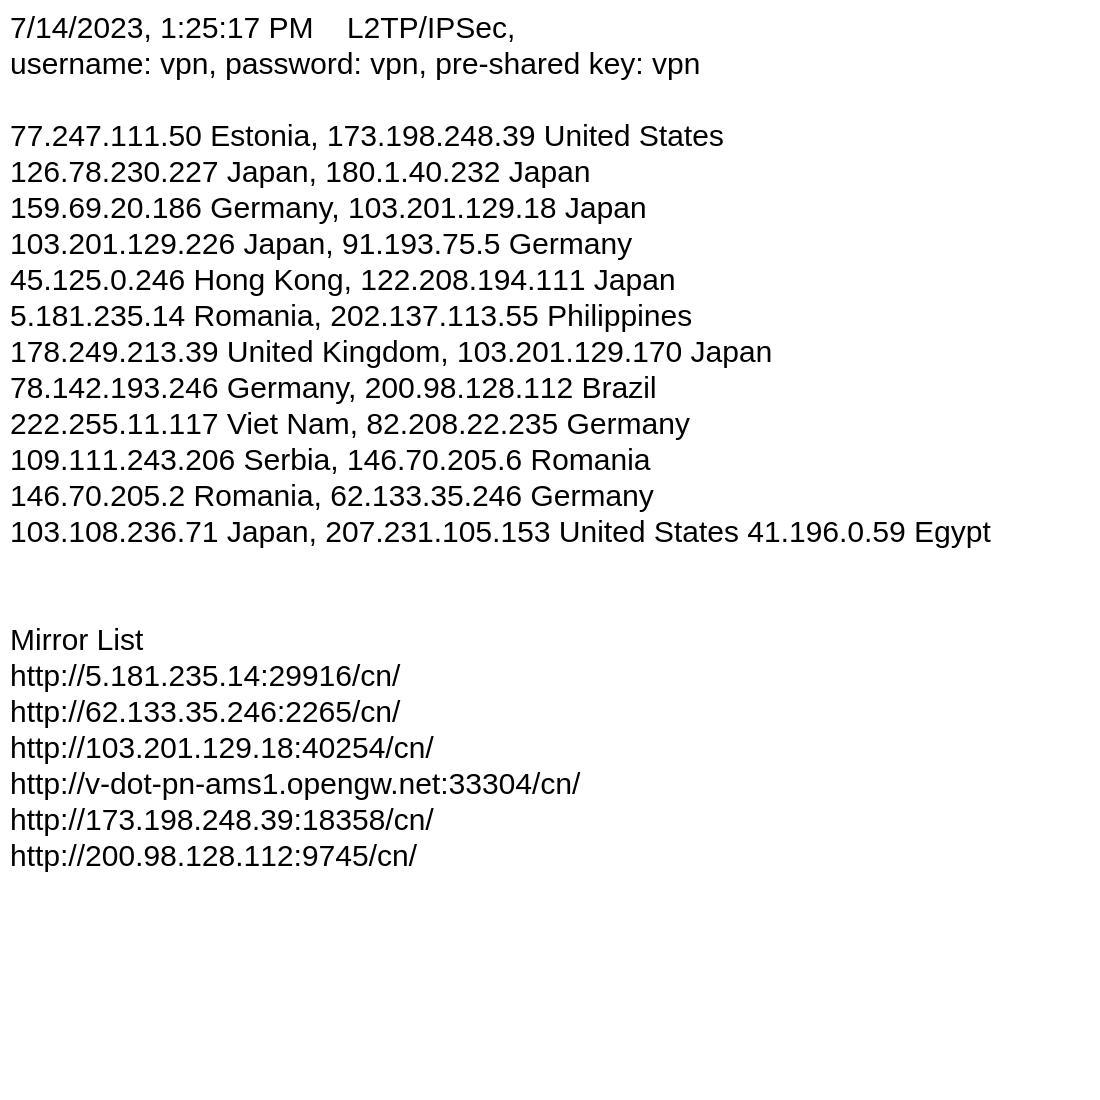 7/14/2023, 1:25:17 PM    L2TP/IPSec,
username: vpn, password: vpn, pre-shared key: vpn
77.247.111.50 Estonia, 173.198.248.39 United States
126.78.230.227 Japan, 180.1.40.232 Japan
159.69.20.186 Germany, 103.201.129.18 Japan
103.201.129.226 Japan, 91.193.75.5 Germany
45.125.0.246 Hong Kong, 122.208.194.111 Japan
5.181.235.14 Romania, 202.137.113.55 Philippines
178.249.213.39 United Kingdom, 103.201.129.170 Japan
78.142.193.246 Germany, 200.98.128.112 Brazil
222.255.11.117 Viet Nam, 82.208.22.235 Germany
109.111.243.206 Serbia, 146.70.205.6 Romania
146.70.205.2 Romania, 62.133.35.246 Germany
103.108.236.71 Japan, 207.231.105.153 United States 41.196.0.59 Egypt
Mirror List
http://5.181.235.14:29916/cn/
http://62.133.35.246:2265/cn/
http://103.201.129.18:40254/cn/
http://v-dot-pn-ams1.opengw.net:33304/cn/
http://173.198.248.39:18358/cn/
http://200.98.128.112:9745/cn/